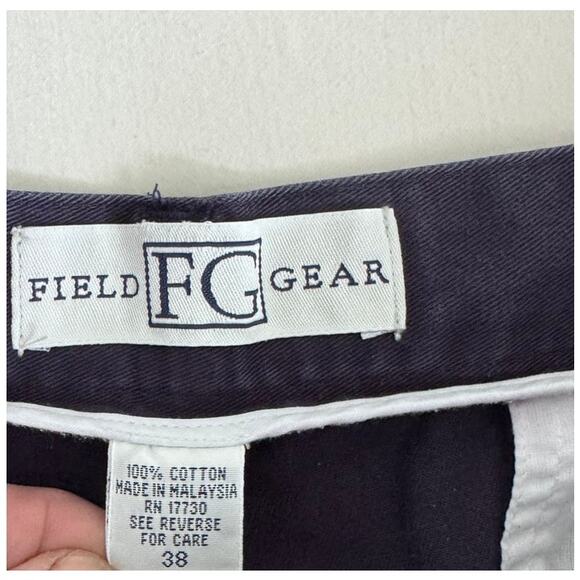 FIELD FG GEAR
100% COTTON
MADE IN MALAYSIA
RN 17730
SEE REVERSE
FOR CARE
38